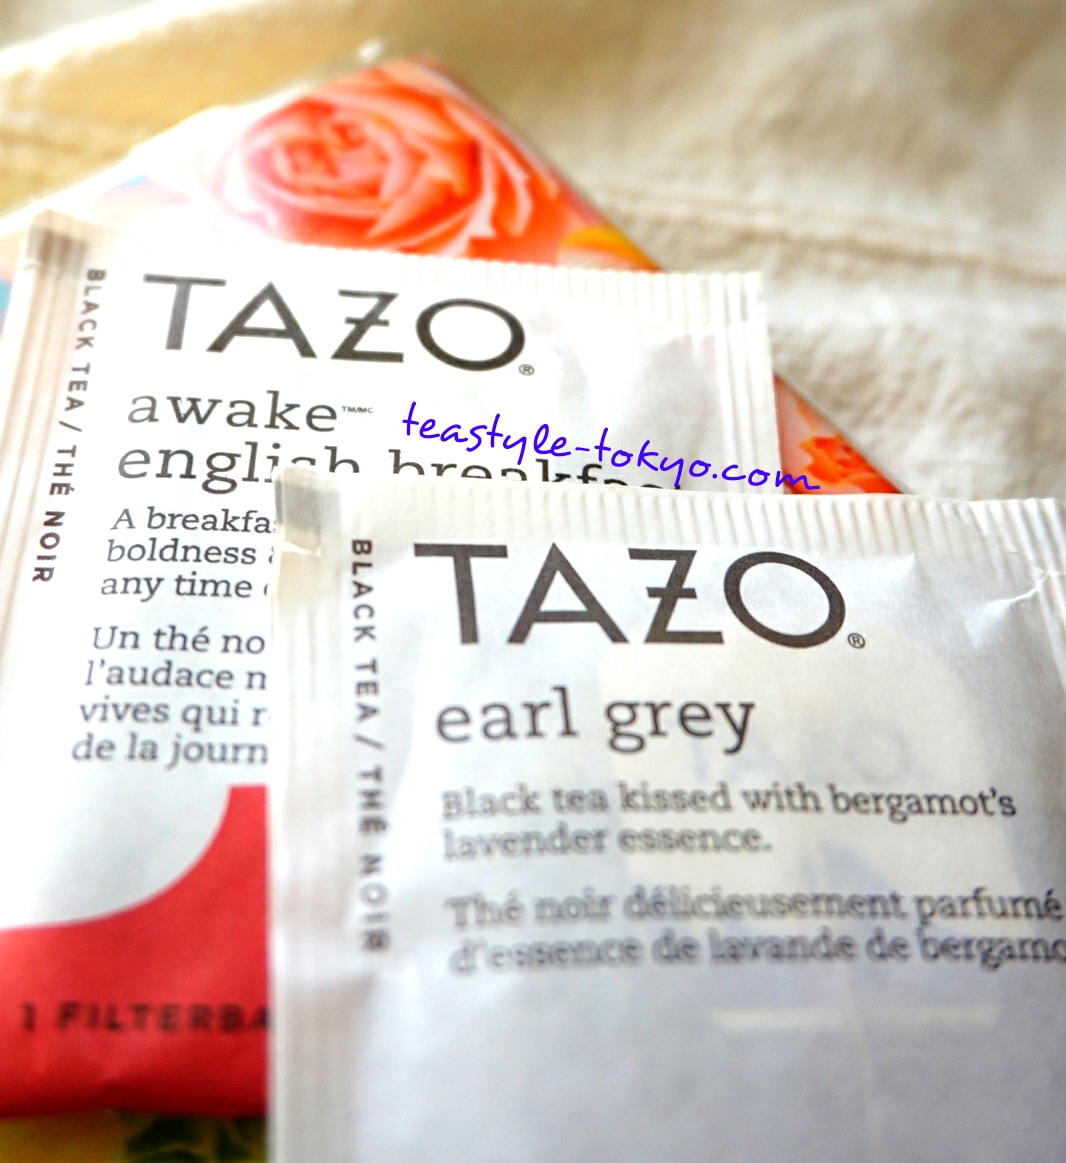 TAZO®
awake™/MC
english breakfast
A breakfa
boldness
any time
Un thé no
l'audace n
vives qui r
de la journ
BLACK TEA / THÉ NOIR
1 FILTERBA
teastyle-tokyo.com
TAZO®
earl grey
Black tea kissed with bergamot's
lavender essence.
Thé noir délicieusement parfumé
d'essence de lavande de bergamo
BLACK TEA / THÉ NOIR